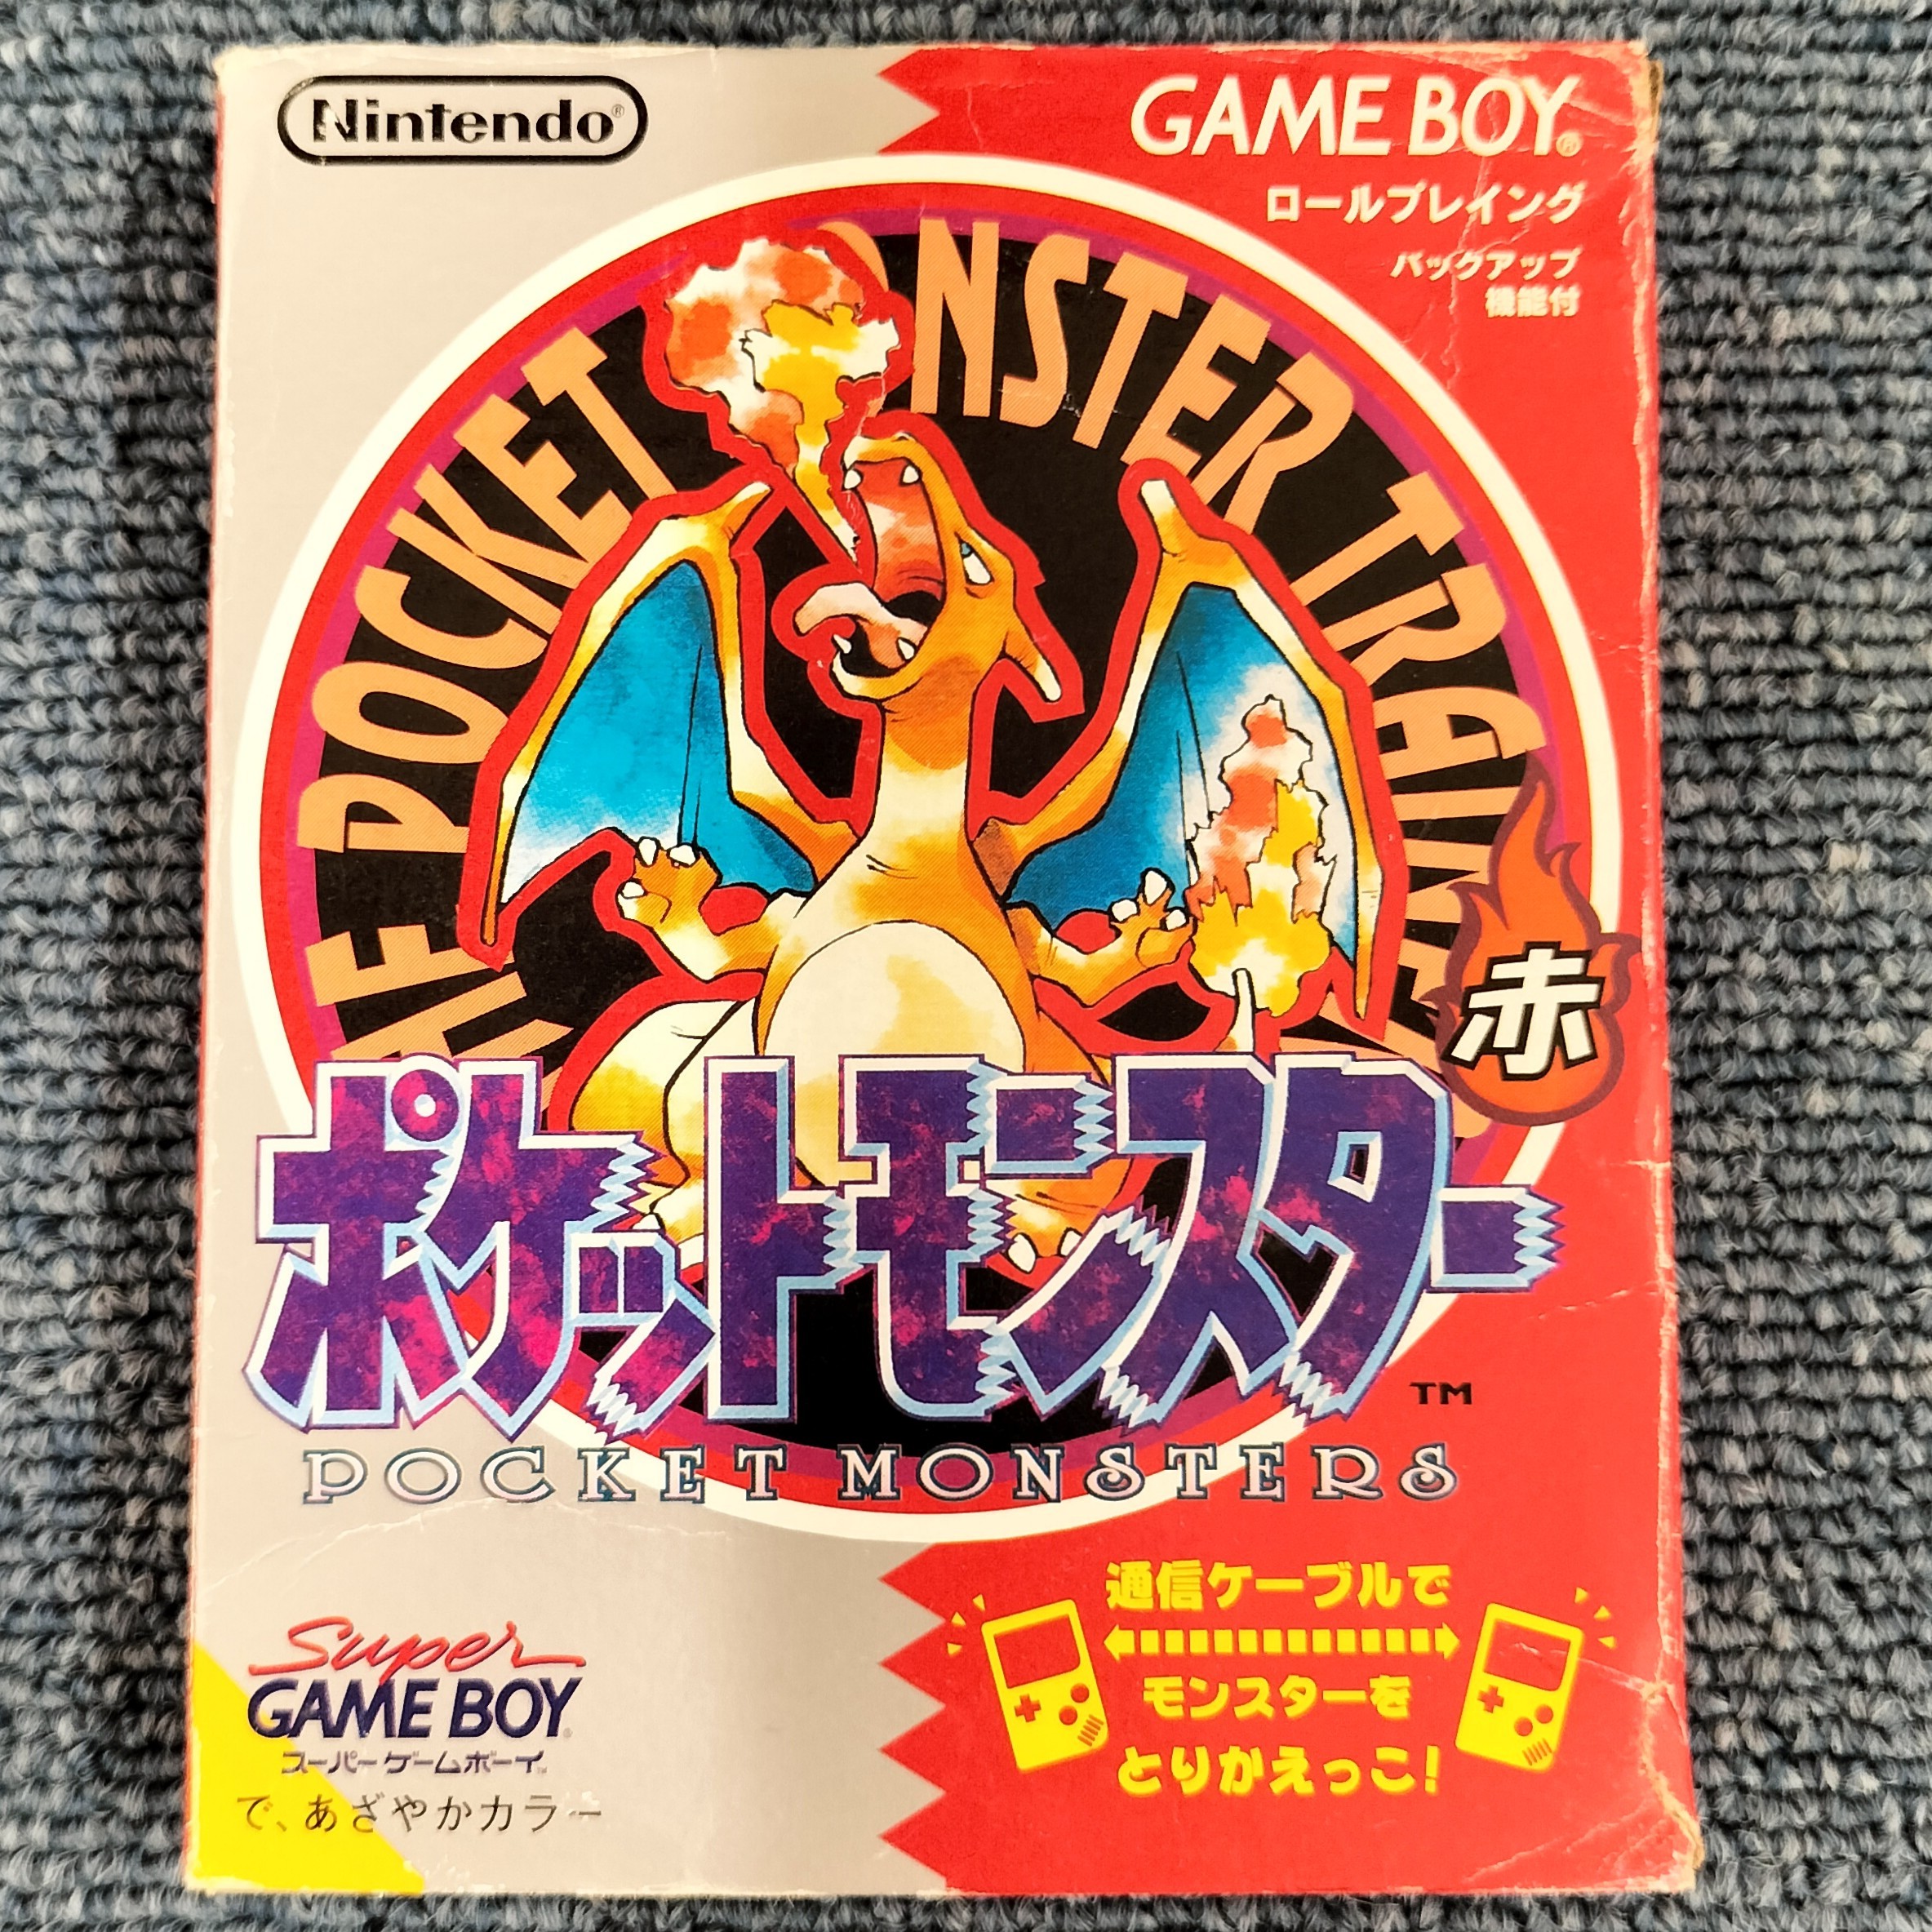 Nintendo®
GAME BOY®
ロールプレイング
バックアップ
機能付
POCKET MONSTER TRAINER
赤
ポケットモンスター
TM
POCKET MONSTERS
通信ケーブルで
モンスターを
とりかえっこ!
Super
GAME BOY®
スーパーゲームボーイ™
で、あざやかカラー